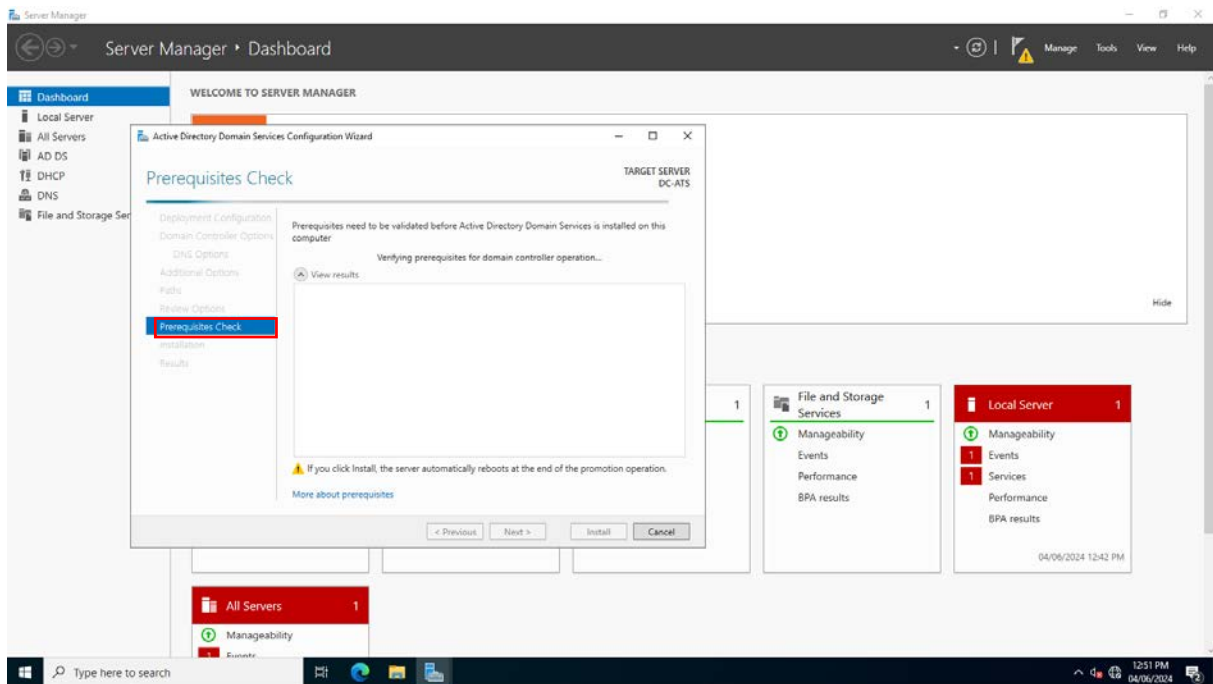 Server Manager
Server Manager • Dashboard
Manage Tools View Help
Dashboard
Local Server
All Servers
AD DS
DHCP
DNS
File and Storage Ser
WELCOME TO SERVER MANAGER
Active Directory Domain Services Configuration Wizard
Prerequisites Check
TARGET SERVER
DC-ATS
Deployment Configuration
Domain Controller Options
DNS Options
Additional Options
Paths
Review Options
Prerequisites Check
Installation
Results
Prerequisites need to be validated before Active Directory Domain Services is installed on this
computer
Verifying prerequisites for domain controller operation...
View results
If you click Install, the server automatically reboots at the end of the promotion operation.
More about prerequisites
< Previous Next > Install Cancel
Hide
1
File and Storage
Services
1
Manageability
Events
Performance
BPA results
Local Server 1
Manageability
1 Events
1 Services
Performance
BPA results
04/06/2024 12:42 PM
All Servers 1
Manageability
1 Events
Type here to search
12:51 PM
04/06/2024
2